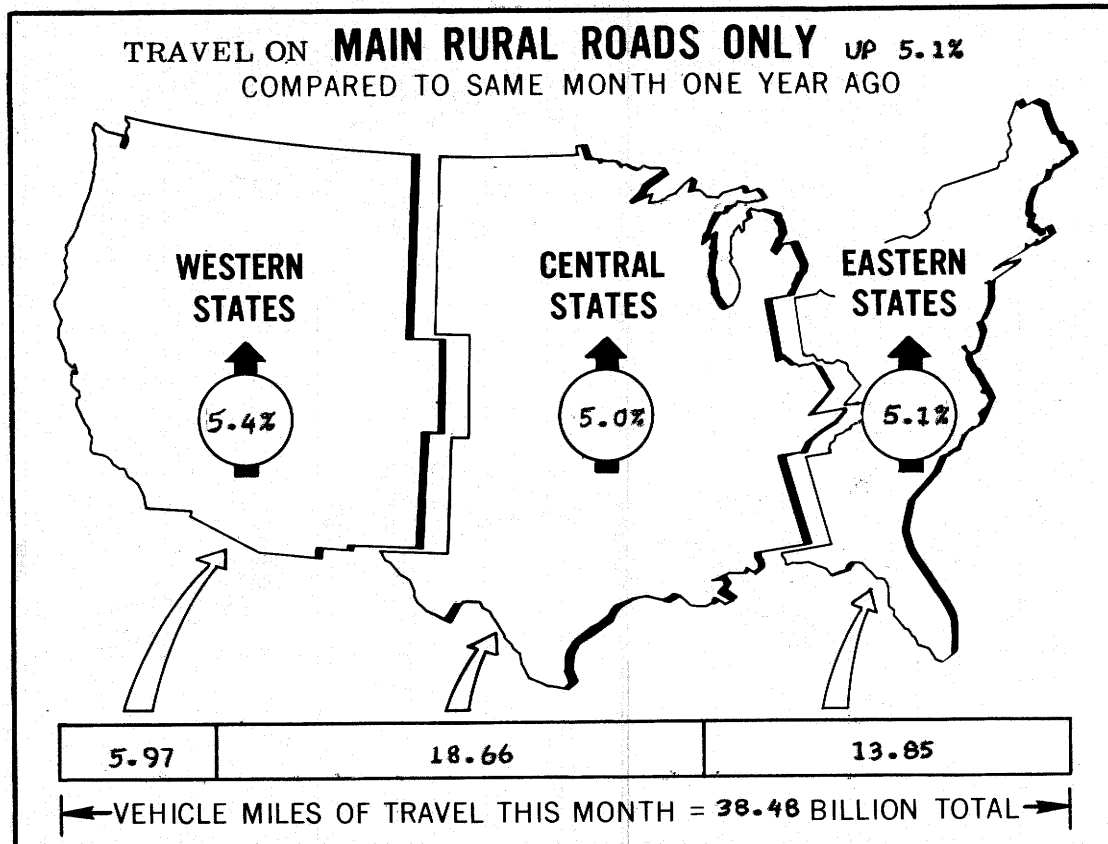 TRAVEL ON MAIN RURAL ROADS ONLY UP 5.1%
COMPARED TO SAME MONTH ONE YEAR AGO
WESTERN
STATES
5.4%
CENTRAL
STATES
5.0%
EASTERN
STATES
5.1%
5.97 18.66 13.85
VEHICLE MILES OF TRAVEL THIS MONTH = 38.48 BILLION TOTAL